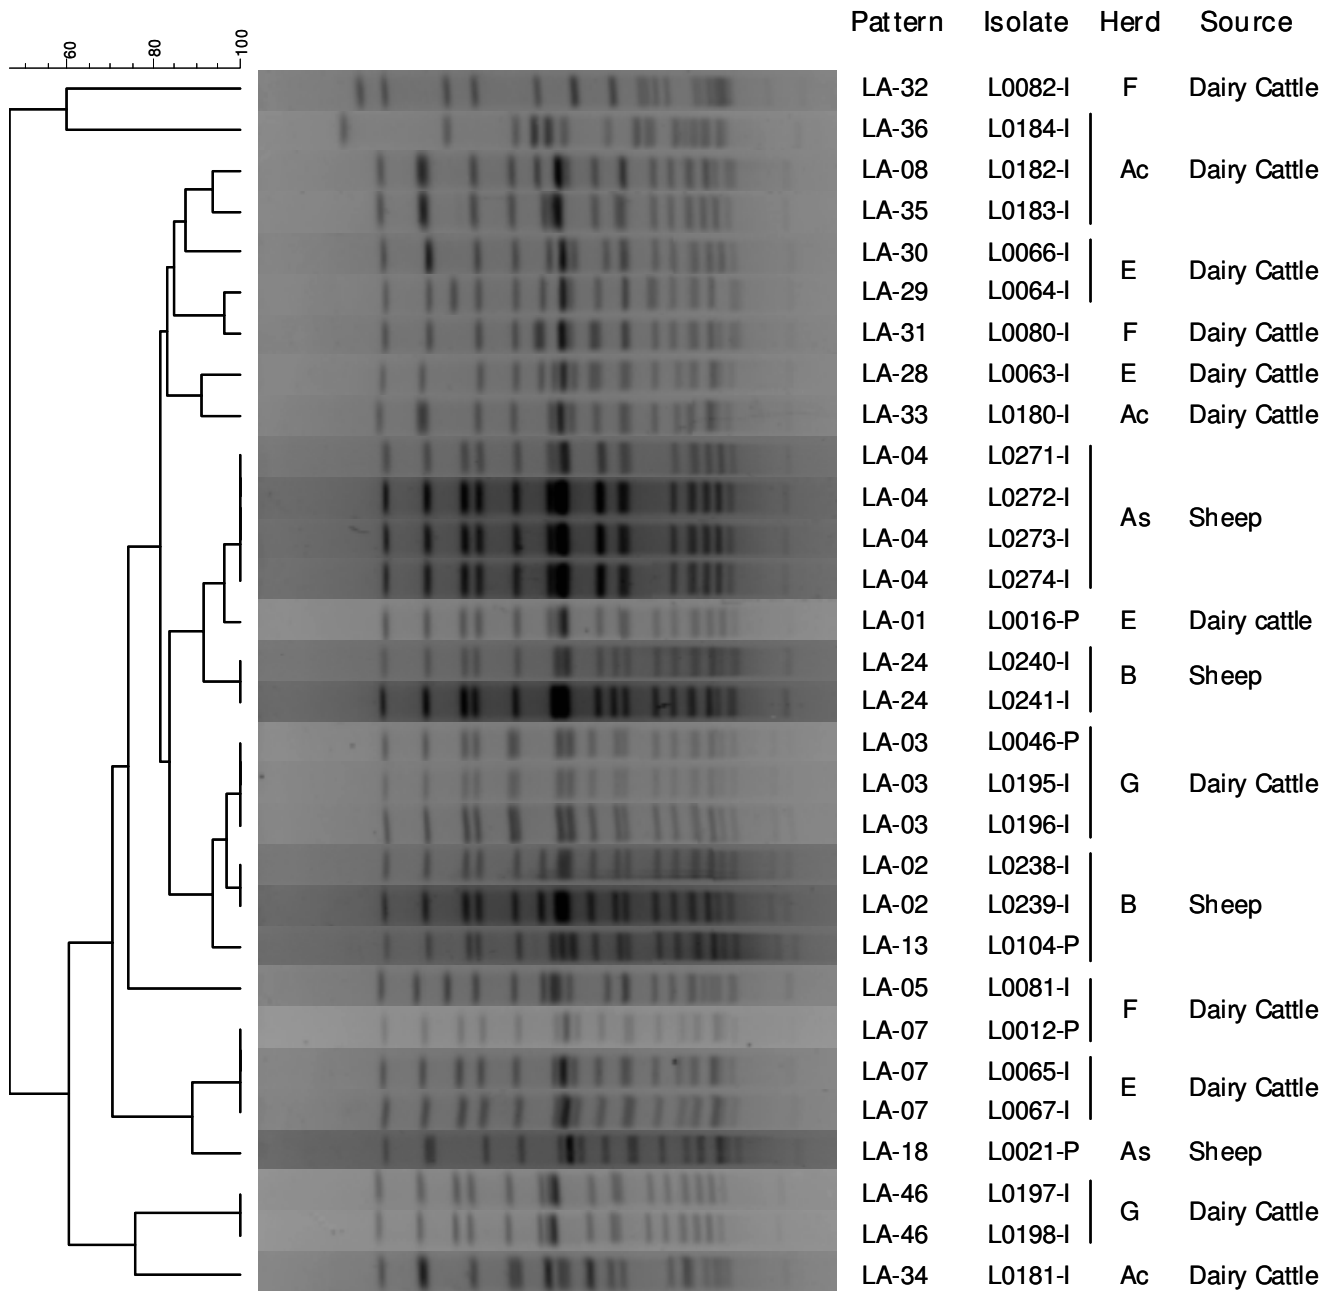 Pattern Isolate Herd Source
60 80 100
LA-32 L0082-I F Dairy Cattle
LA-36 L0184-I
LA-08 L0182-I Ac Dairy Cattle
LA-35 L0183-I
LA-30 L0066-I
E Dairy Cattle
LA-29 L0064-I
LA-31 L0080-I F Dairy Cattle
LA-28 L0063-I E Dairy Cattle
LA-33 L0180-I Ac Dairy Cattle
LA-04 L0271-I
LA-04 L0272-I
As Sheep
LA-04 L0273-I
LA-04 L0274-I
LA-01 L0016-P E Dairy cattle
LA-24 L0240-I
B Sheep
LA-24 L0241-I
LA-03 L0046-P
LA-03 L0195-I G Dairy Cattle
LA-03 L0196-I
LA-02 L0238-I
LA-02 L0239-I B Sheep
LA-13 L0104-P
LA-05 L0081-I
F Dairy Cattle
LA-07 L0012-P
LA-07 L0065-I
E Dairy Cattle
LA-07 L0067-I
LA-18 L0021-P As Sheep
LA-46 L0197-I
G Dairy Cattle
LA-46 L0198-I
LA-34 L0181-I Ac Dairy Cattle